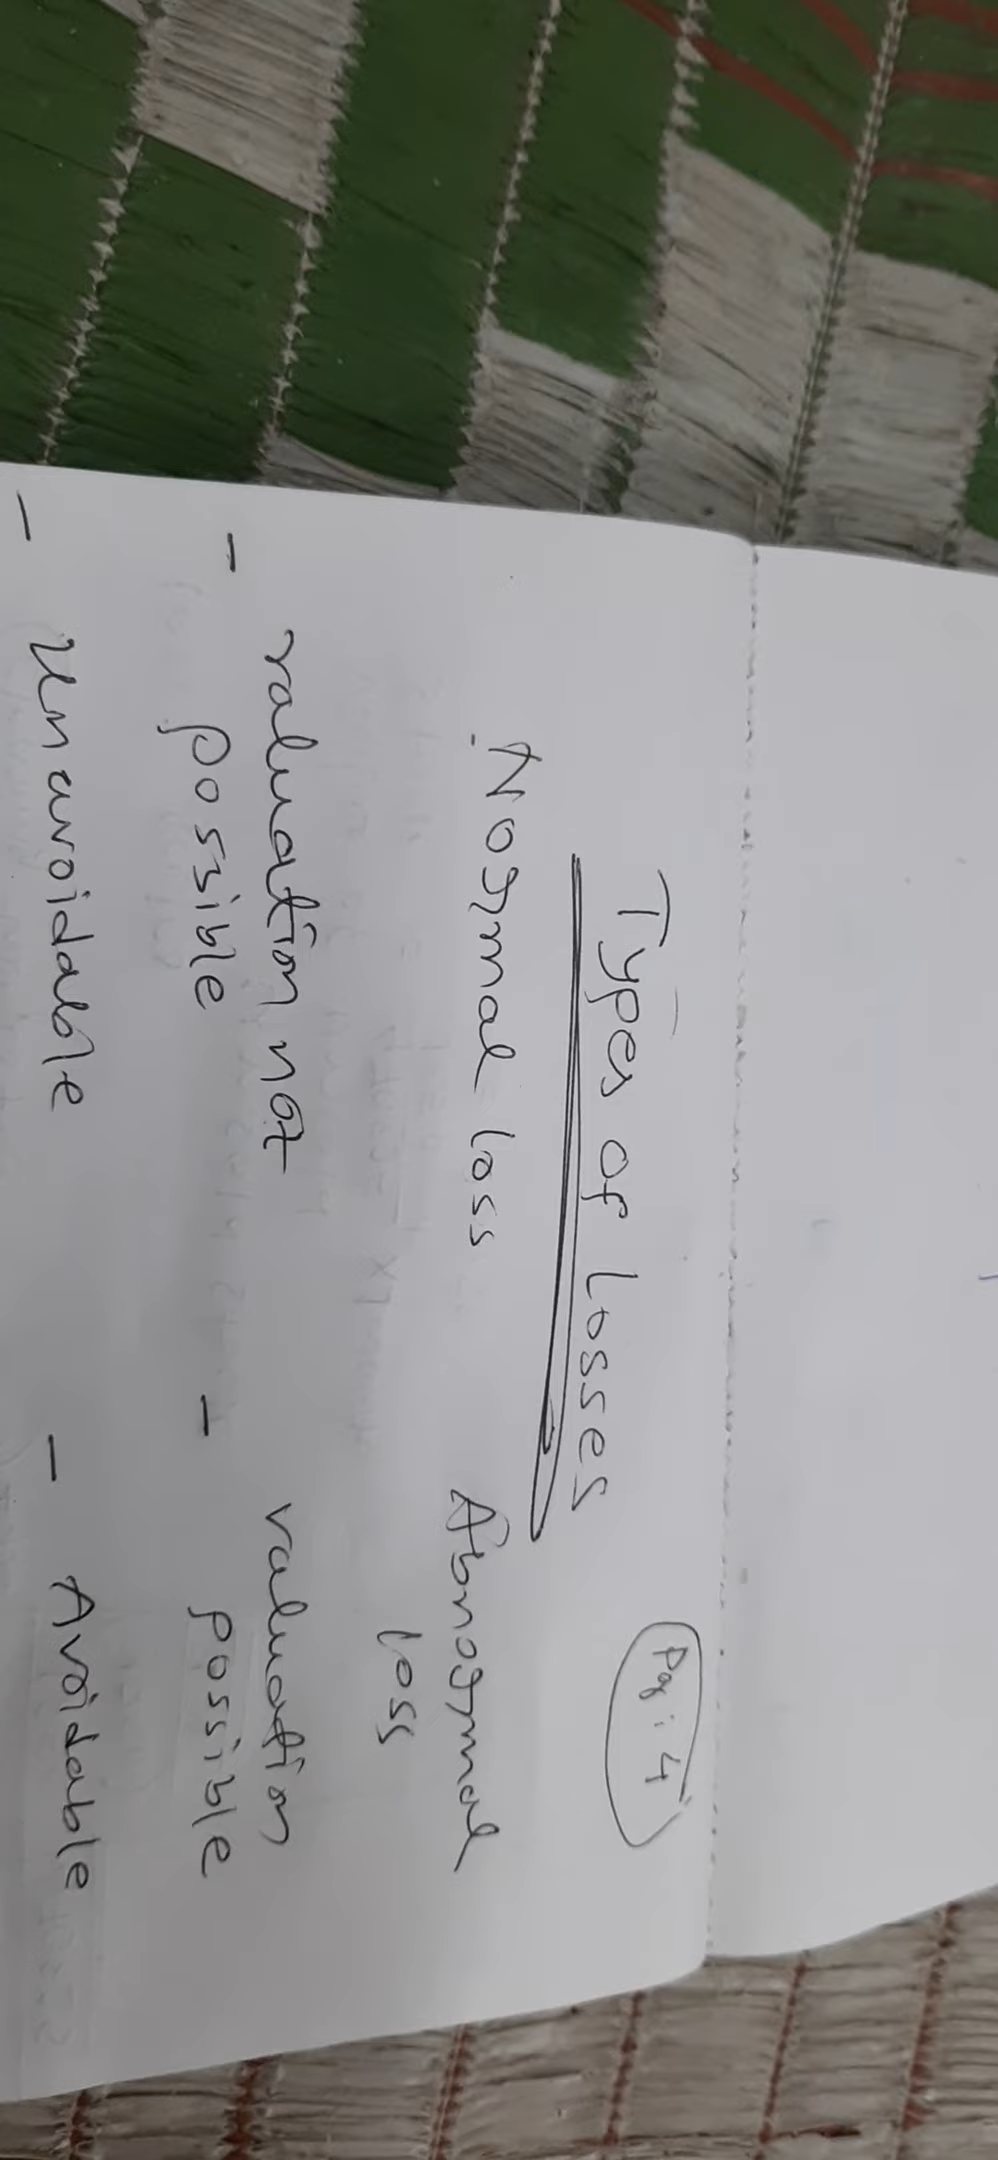 Pg: 4
Types of Losses
Normal loss
Abnormal
loss
- valuation not
possible
- valuation
possible
- Unavoidable
- Avoidable